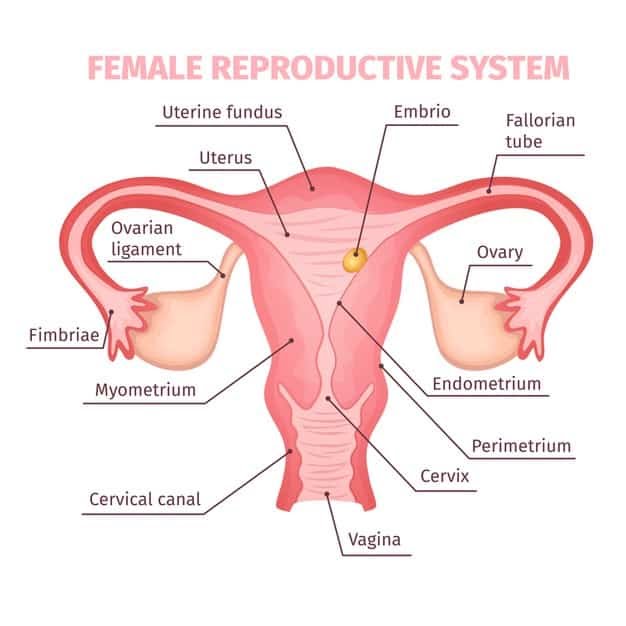 FEMALE REPRODUCTIVE SYSTEM
Uterine fundus
Embrio
Fallorian
tube
Uterus
Ovarian
ligament
Ovary
Fimbriae
Myometrium
Endometrium
Perimetrium
Cervix
Cervical canal
Vagina